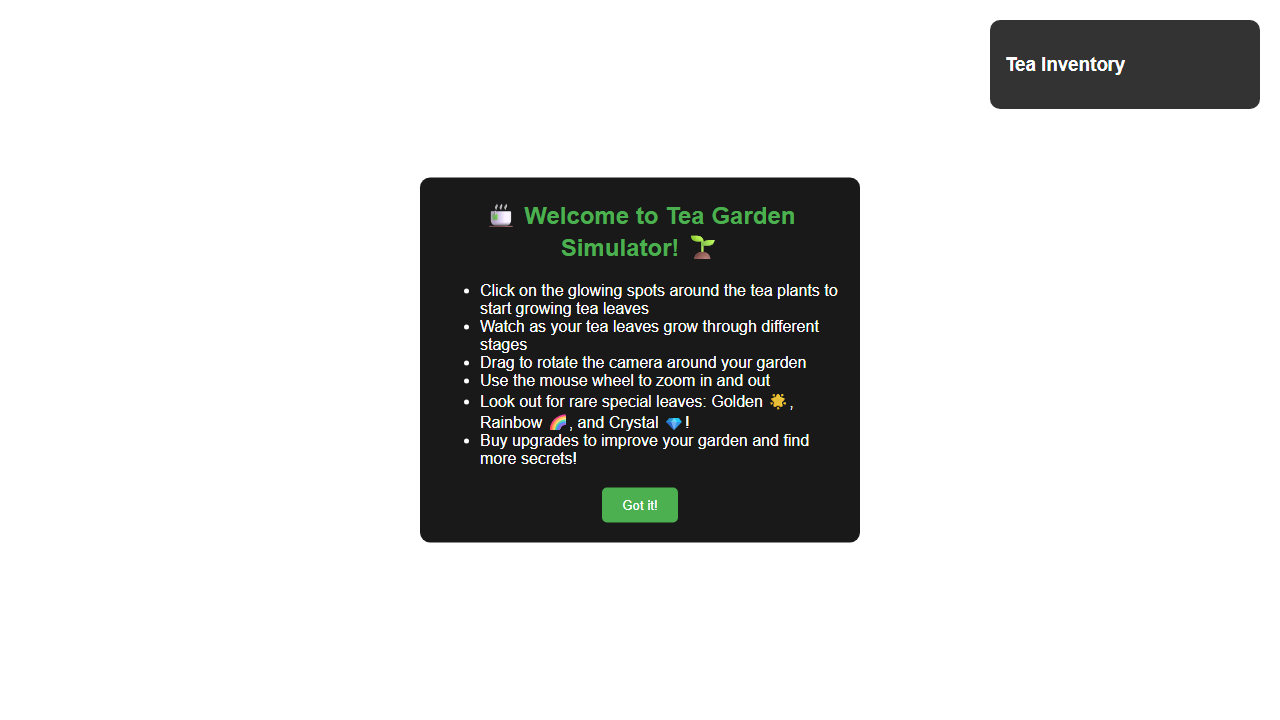 Tea Inventory
☕ Welcome to Tea Garden
Simulator! 🌱
• Click on the glowing spots around the tea plants to
start growing tea leaves
• Watch as your tea leaves grow through different
stages
• Drag to rotate the camera around your garden
• Use the mouse wheel to zoom in and out
• Look out for rare special leaves: Golden 🌟,
Rainbow 🌈, and Crystal 💎!
• Buy upgrades to improve your garden and find
more secrets!
Got it!